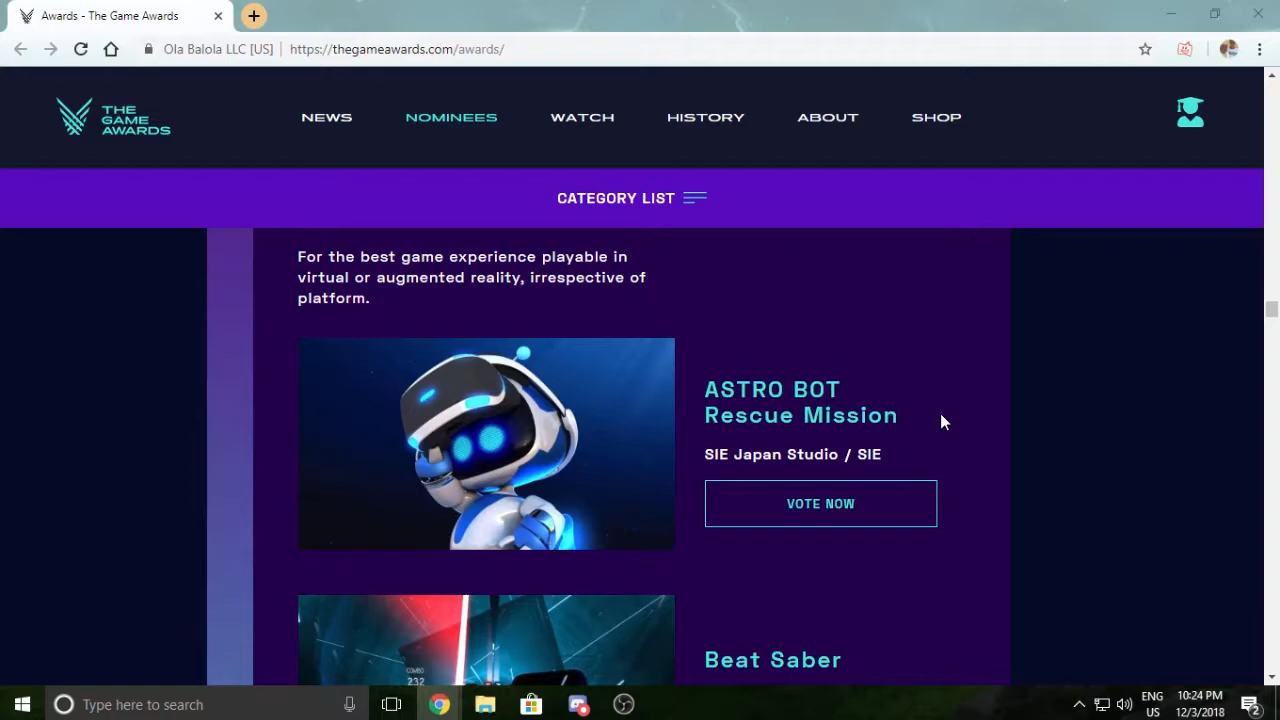 Awards - The Game Awards
Ola Balola LLC [US] https://thegameawards.com/awards/
THE
GAME
AWARDS
NEWS NOMINEES WATCH HISTORY ABOUT SHOP
CATEGORY LIST
For the best game experience playable in
virtual or augmented reality, irrespective of
platform.
ASTRO BOT
Rescue Mission
SIE Japan Studio / SIE
VOTE NOW
COMBO
232
Beat Saber
Type here to search
ENG
US
10:24 PM
12/3/2018
2